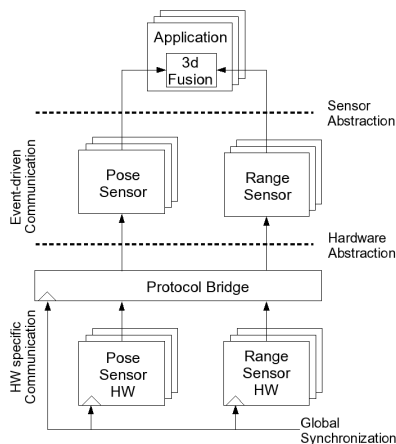 Application
3d
Fusion
Sensor
Abstraction
Event-driven
Communication
Pose
Sensor
Range
Sensor
Hardware
Abstraction
Protocol Bridge
HW specific
Communication
Pose
Sensor
HW
Range
Sensor
HW
Global
Synchronization